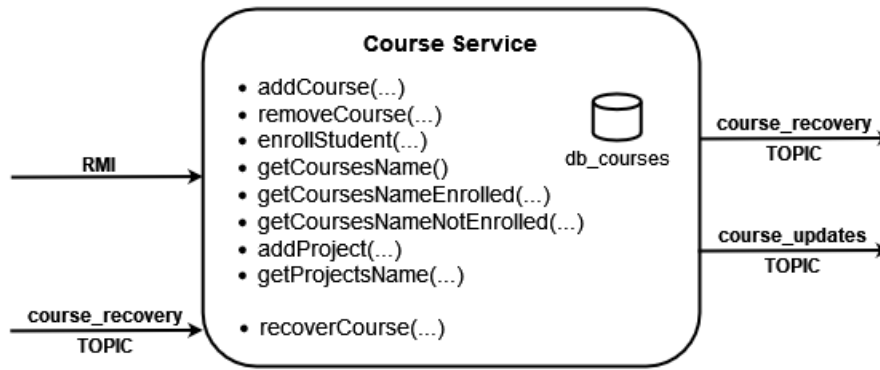 Course Service
• addCourse(...)
• removeCourse(...)
• enrollStudent(...)
• getCoursesName()
• getCoursesNameEnrolled(...)
• getCoursesNameNotEnrolled(...)
• addProject(...)
• getProjectsName(...)
• recoverCourse(...)
db_courses
RMI
course_recovery
TOPIC
course_recovery
TOPIC
course_updates
TOPIC